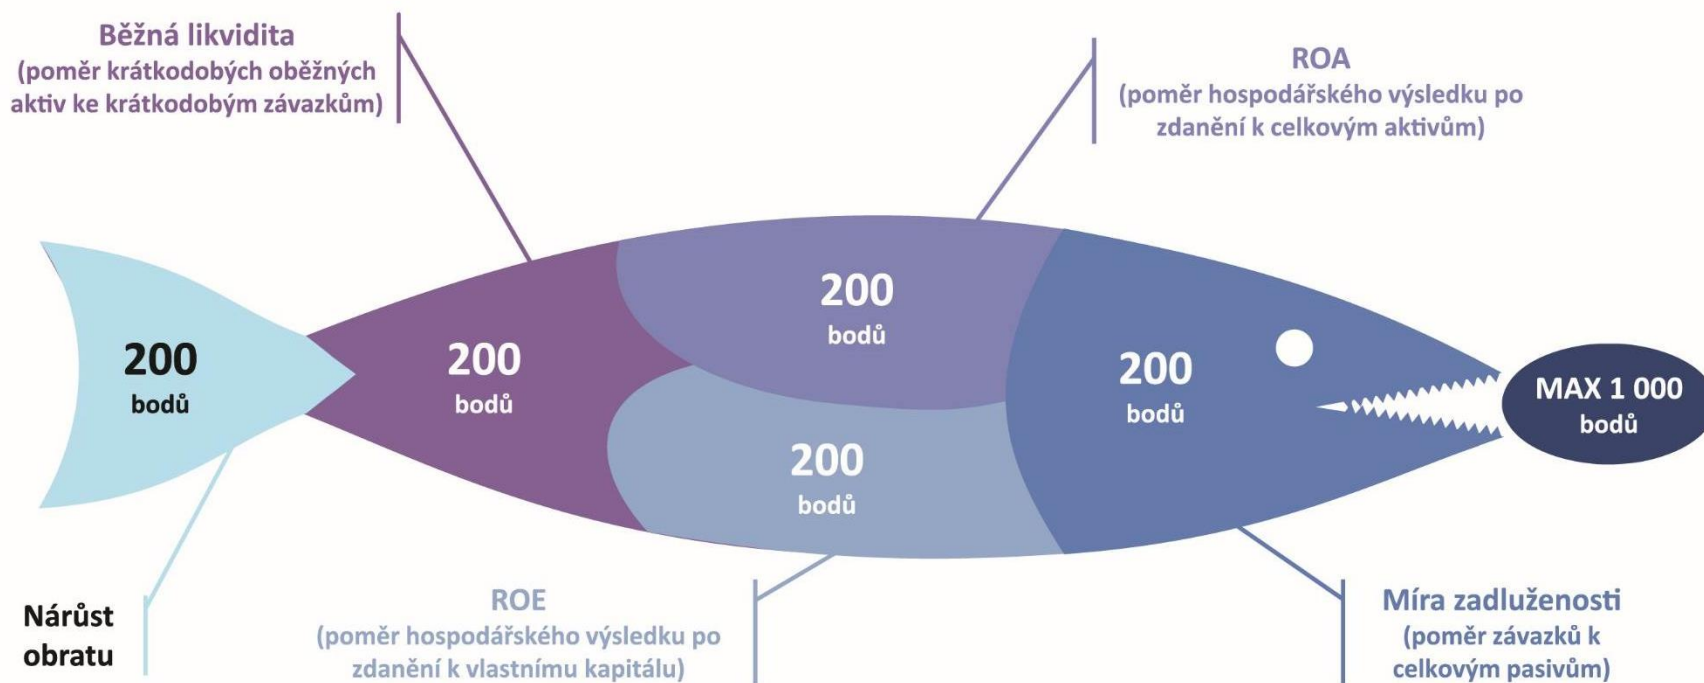 Běžná likvidita
(poměr krátkodobých oběžných
aktiv ke krátkodobým závazkům)
ROA
(poměr hospodářského výsledku po
zdanění k celkovým aktivům)
200
bodů
200
bodů
200
bodů
200
bodů
200
bodů
MAX 1 000
bodů
Nárůst
obratu
ROE
(poměr hospodářského výsledku po
zdanění k vlastnímu kapitálu)
Míra zadluženosti
(poměr závazků k
celkovým pasivům)